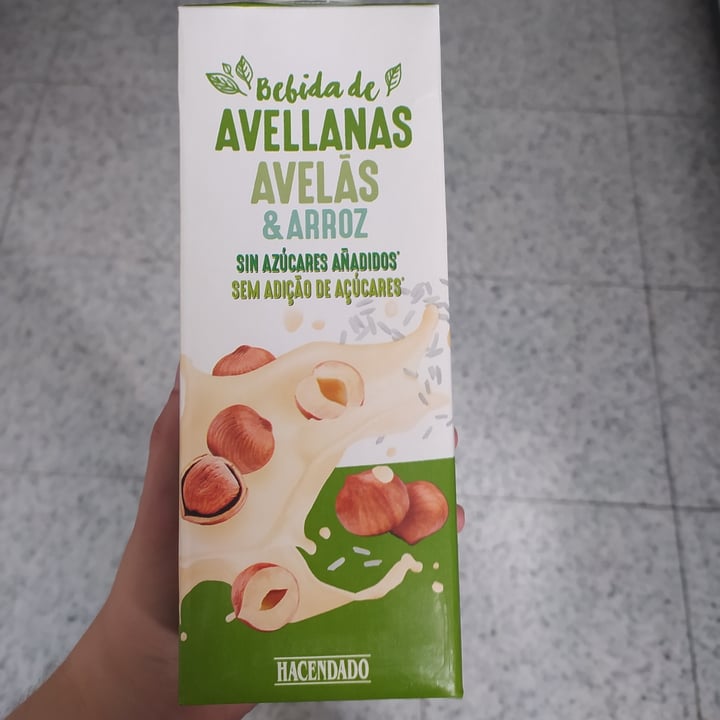 Bebida de
AVELLANAS
AVELÃS
& ARROZ
SIN AZÚCARES AÑADIDOS*
SEM ADIÇÃO DE AÇÚCARES*
HACENDADO